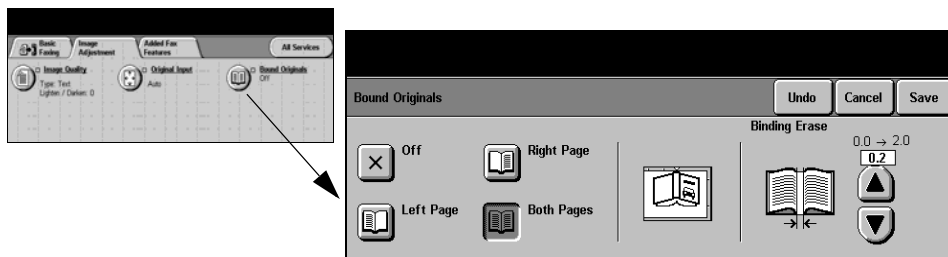 Basic Faxing
Image Adjustment
Added Fax Features
All Services
Image Quality
Type: Text
Lighten / Darken: 0
Original Input
Auto
Bound Originals
Off
Bound Originals
Undo
Cancel
Save
Binding Erase
Off
Right Page
0.0 → 2.0
0.2
Left Page
Both Pages